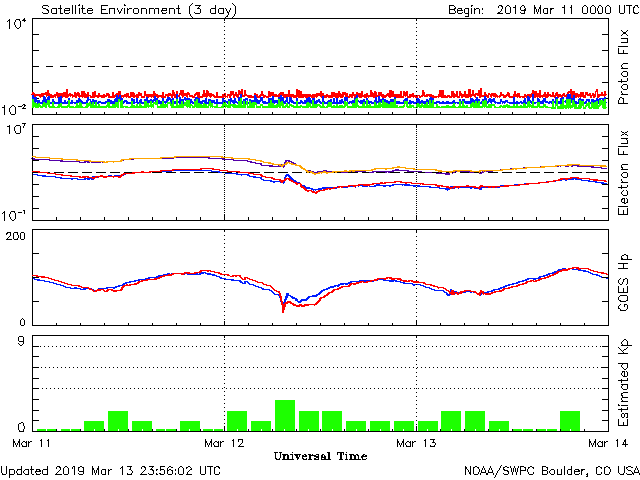 Satellite Environment (3 day) Begin: 2019 Mar 11 0000 UTC
10^4
10^-2
Proton Flux
10^7
10^-1
Electron Flux
200
0
GOES Hp
9
0
Estimated Kp
Mar 11 Mar 12 Mar 13 Mar 14
Universal Time
Updated 2019 Mar 13 23:56:02 UTC NOAA/SWPC Boulder, CO USA